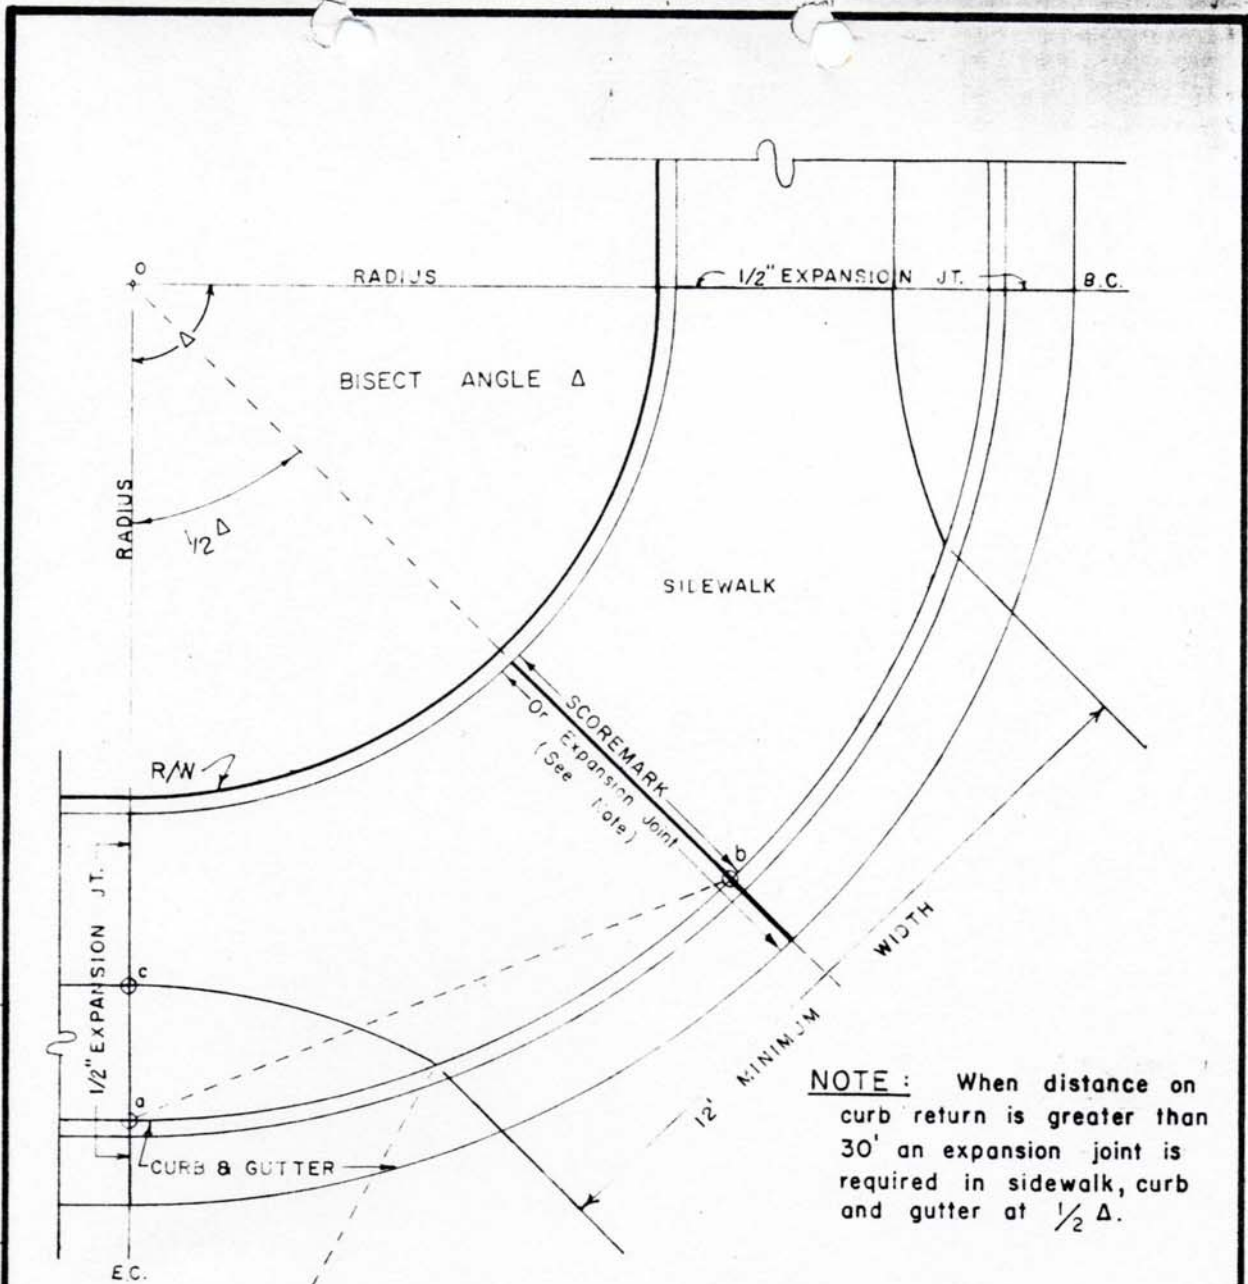 O
RADIUS
1/2" EXPANSION JT.
B.C.
Δ
BISECT ANGLE Δ
RADIUS
1/2 Δ
SIDEWALK
SCOREMARK
Or Expansion Joint
(See Note)
R/W
b
1/2" EXPANSION JT.
c
WIDTH
12' MINIMUM
a
CURB & GUTTER
NOTE: When distance on
curb return is greater than
30' an expansion joint is
required in sidewalk, curb
and gutter at 1/2 Δ.
E.C.